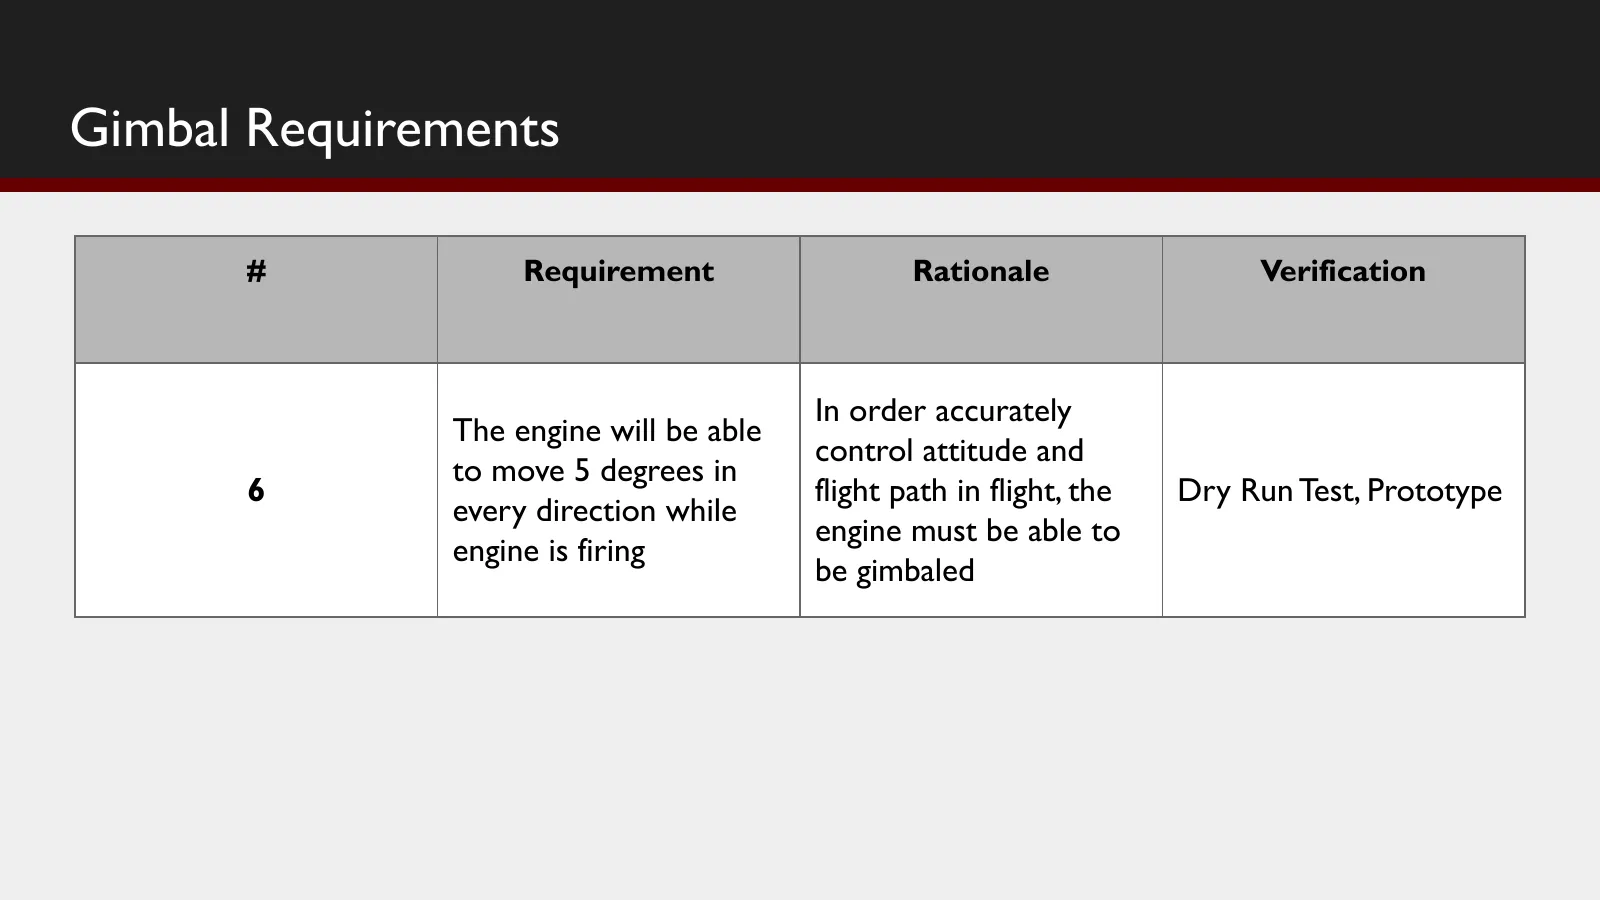 Gimbal Requirements
#
Requirement
Rationale
Verification
6
The engine will be able
to move 5 degrees in
every direction while
engine is firing
In order accurately
control attitude and
flight path in flight, the
engine must be able to
be gimbaled
Dry Run Test, Prototype